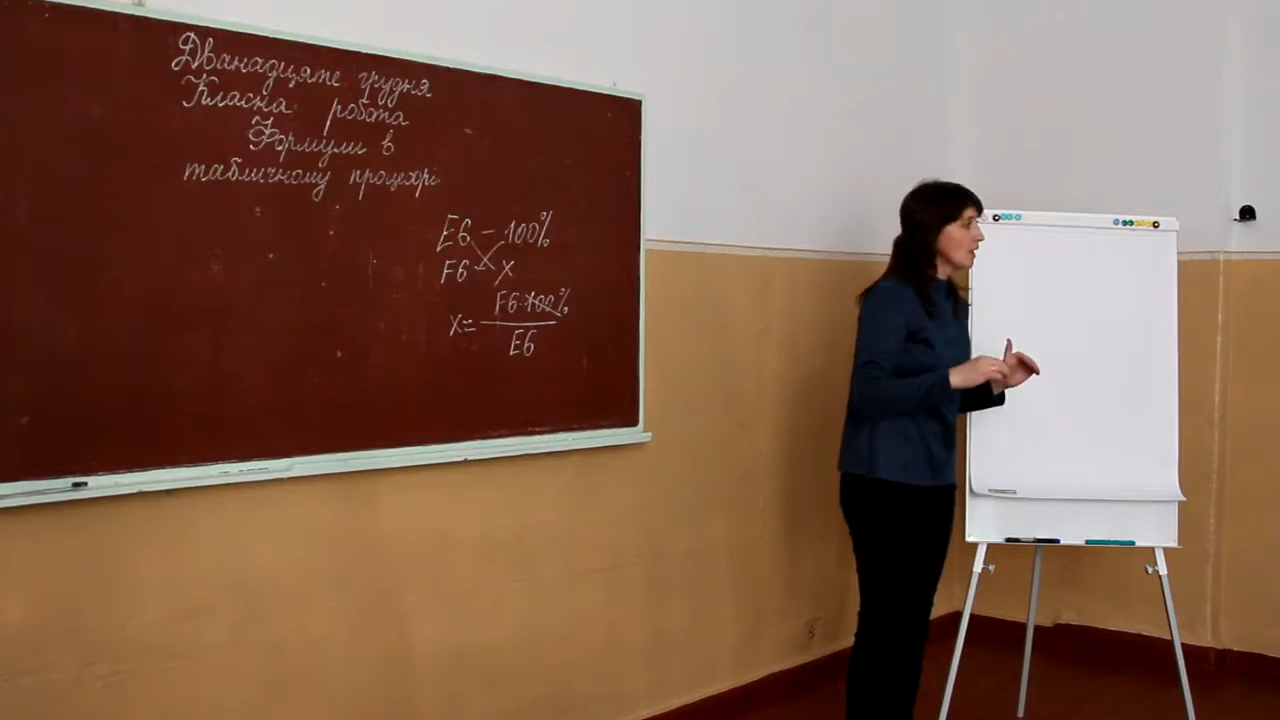 Дванадцяте грудня
Класна робота
Формули в
табличному процесорі
E6 – 100%
F6 – x
x = F6·100% / E6